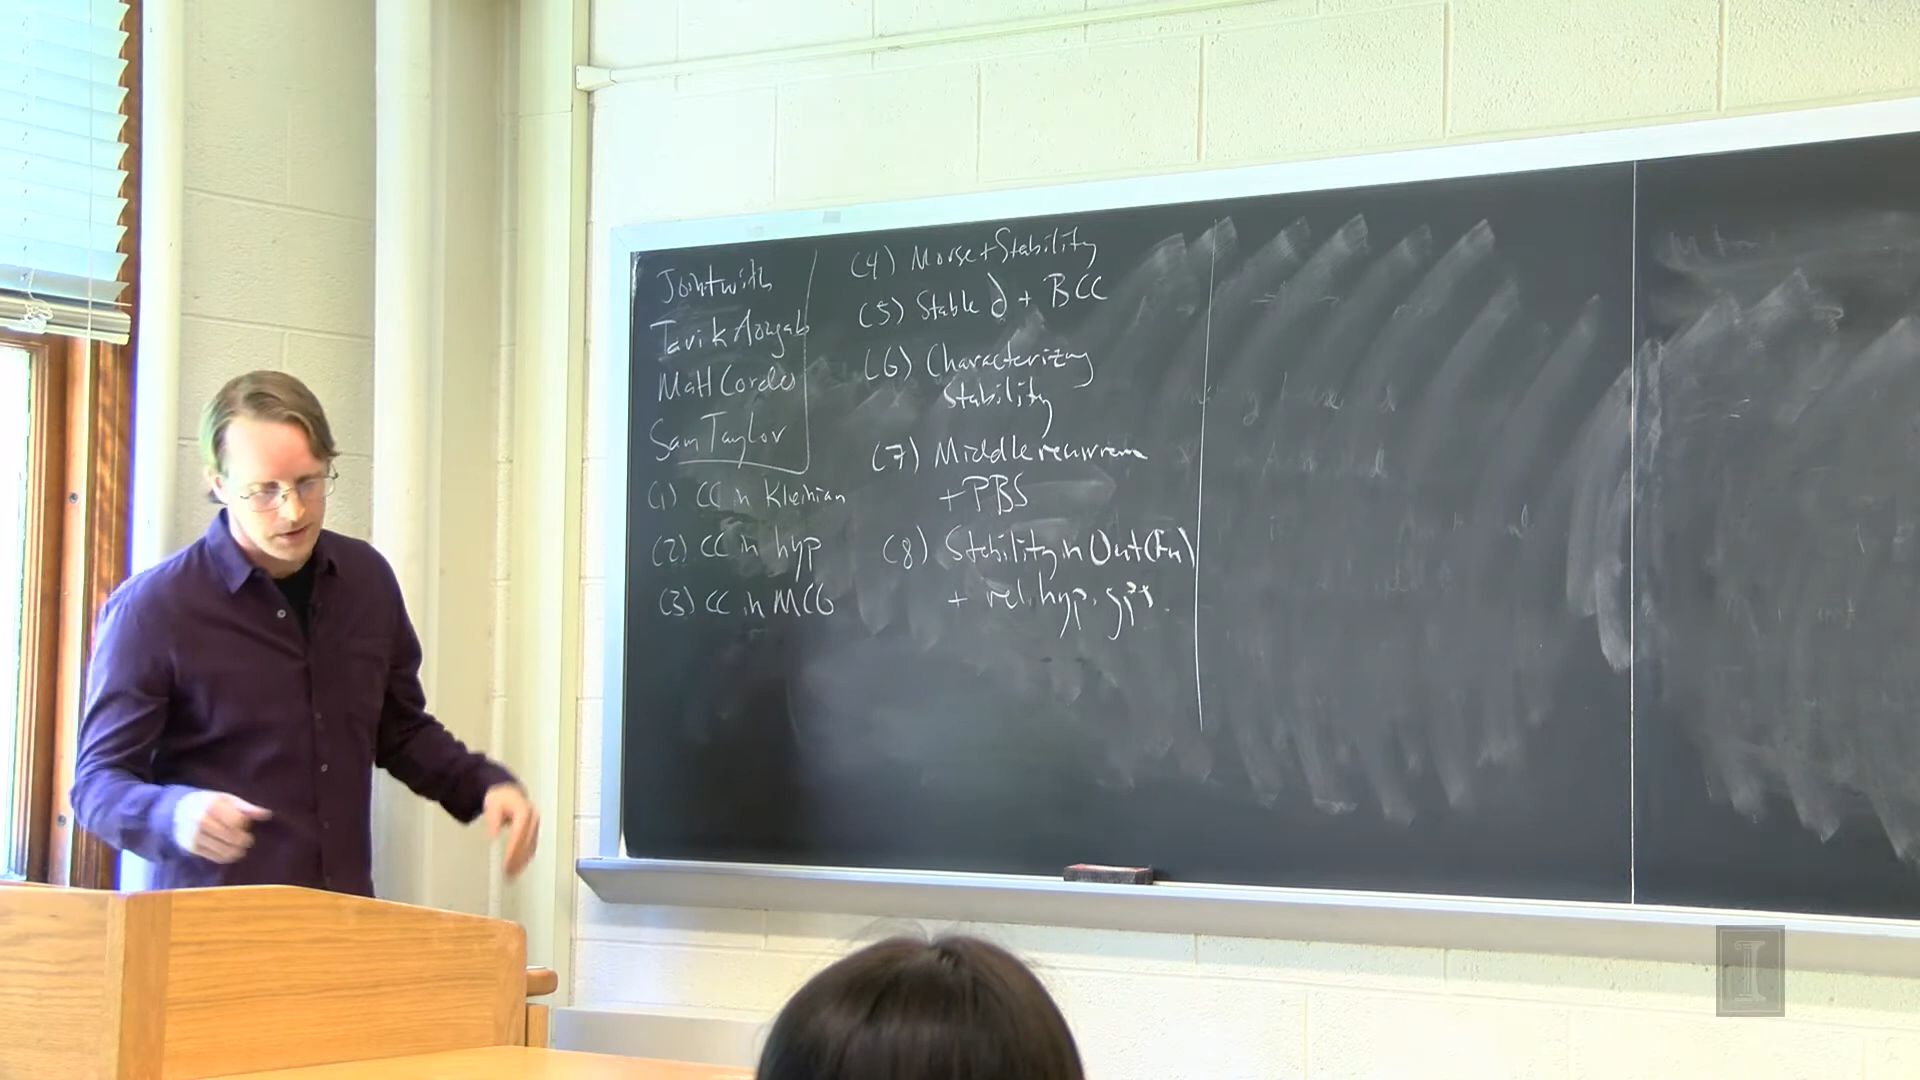 Joint with
Tarik Aougab
Matt Cordes
Sam Taylor
(1) CC in Kleinian
(2) CC in hyp
(3) CC in MCG
(4) Morse + Stability
(5) Stable ∂ + BCC
(6) Characterizing
Stability
(7) Middle recurrence
+ PBS
(8) Stability in Out(Fn)
+ rel. hyp. gps.
I